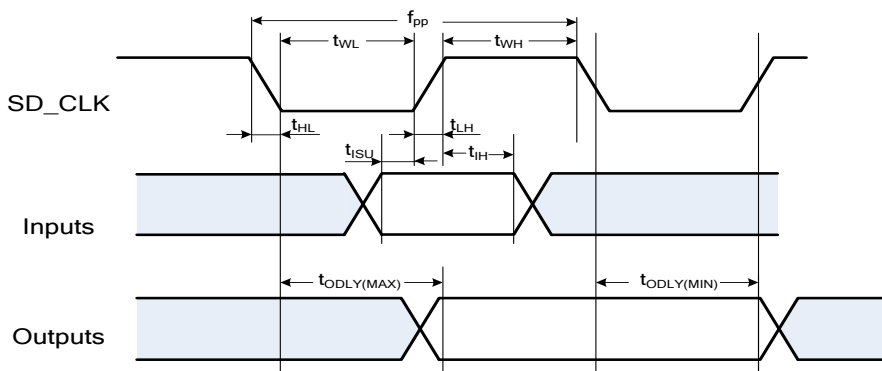 fpp
tWL
tWH
SD_CLK
tHL
tLH
tISU
tIH
Inputs
tODLY(MAX)
tODLY(MIN)
Outputs